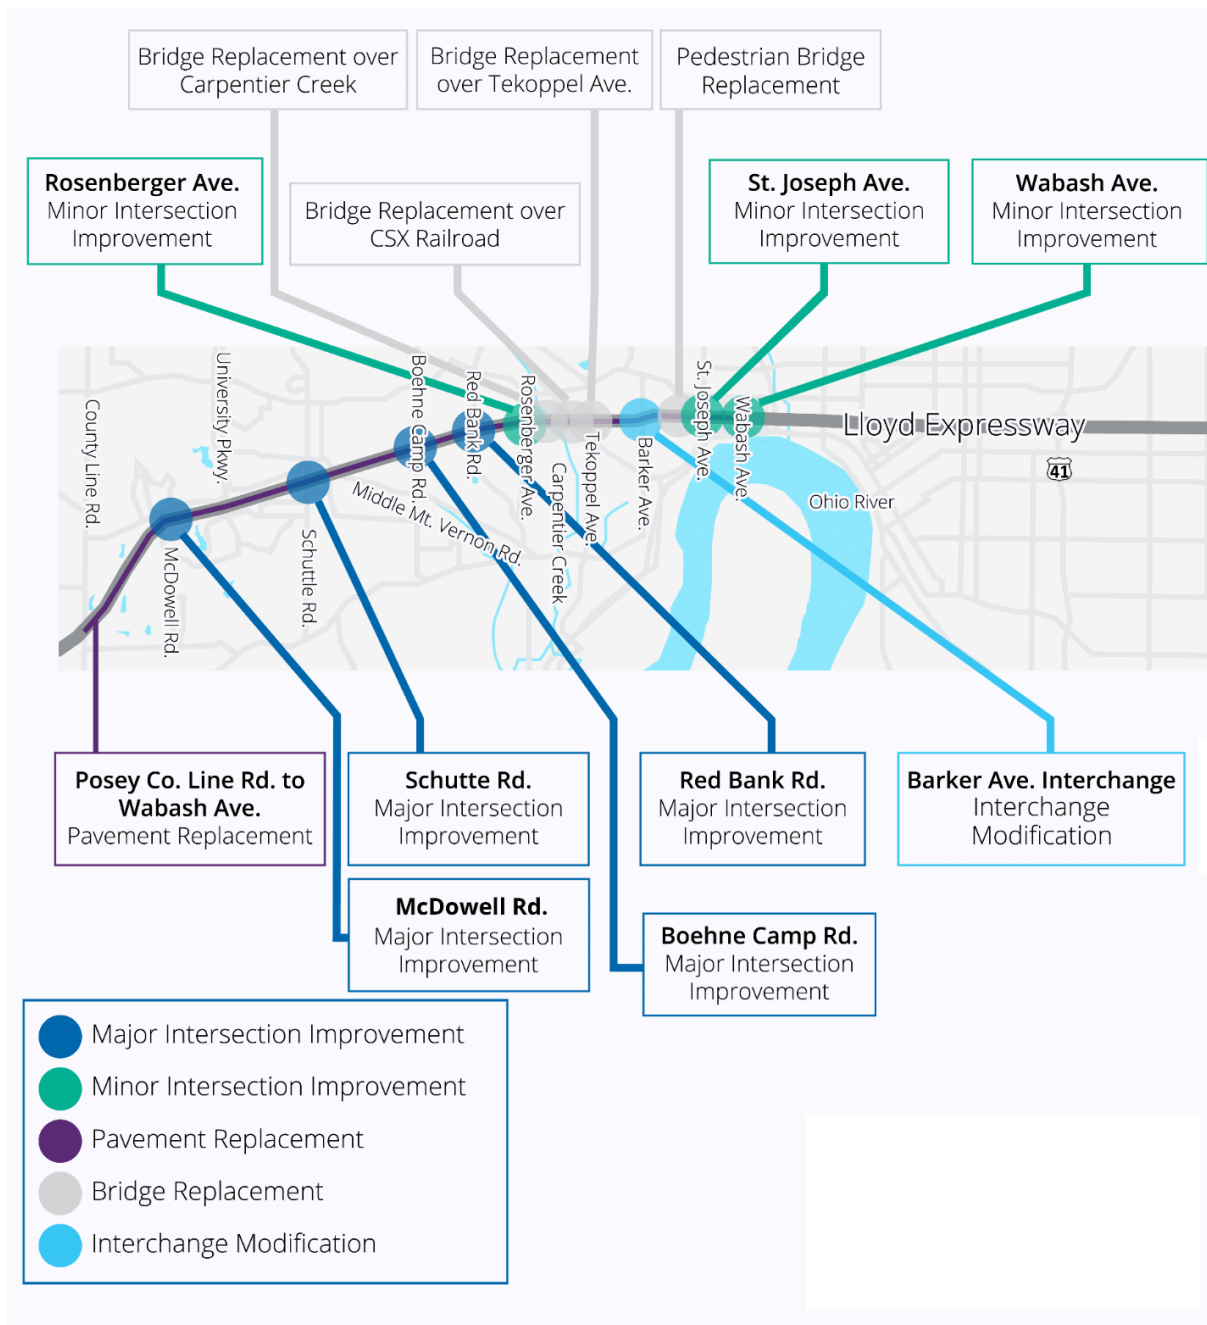 Bridge Replacement over
Carpentier Creek
Bridge Replacement
over Tekoppel Ave.
Pedestrian Bridge
Replacement
Rosenberger Ave.
Minor Intersection
Improvement
Bridge Replacement over
CSX Railroad
St. Joseph Ave.
Minor Intersection
Improvement
Wabash Ave.
Minor Intersection
Improvement
County Line Rd.
University Pkwy.
McDowell Rd.
Schuttle Rd.
Boehne Camp Rd.
Middle Mt. Vernon Rd.
Red Bank Rd.
Rosenberger Ave.
Carpentier Creek
Tekoppel Ave.
Barker Ave.
St. Joseph Ave.
Wabash Ave.
Lloyd Expressway
41
Ohio River
Posey Co. Line Rd. to
Wabash Ave.
Pavement Replacement
Schutte Rd.
Major Intersection
Improvement
Red Bank Rd.
Major Intersection
Improvement
Barker Ave. Interchange
Interchange
Modification
McDowell Rd.
Major Intersection
Improvement
Boehne Camp Rd.
Major Intersection
Improvement
Major Intersection Improvement
Minor Intersection Improvement
Pavement Replacement
Bridge Replacement
Interchange Modification